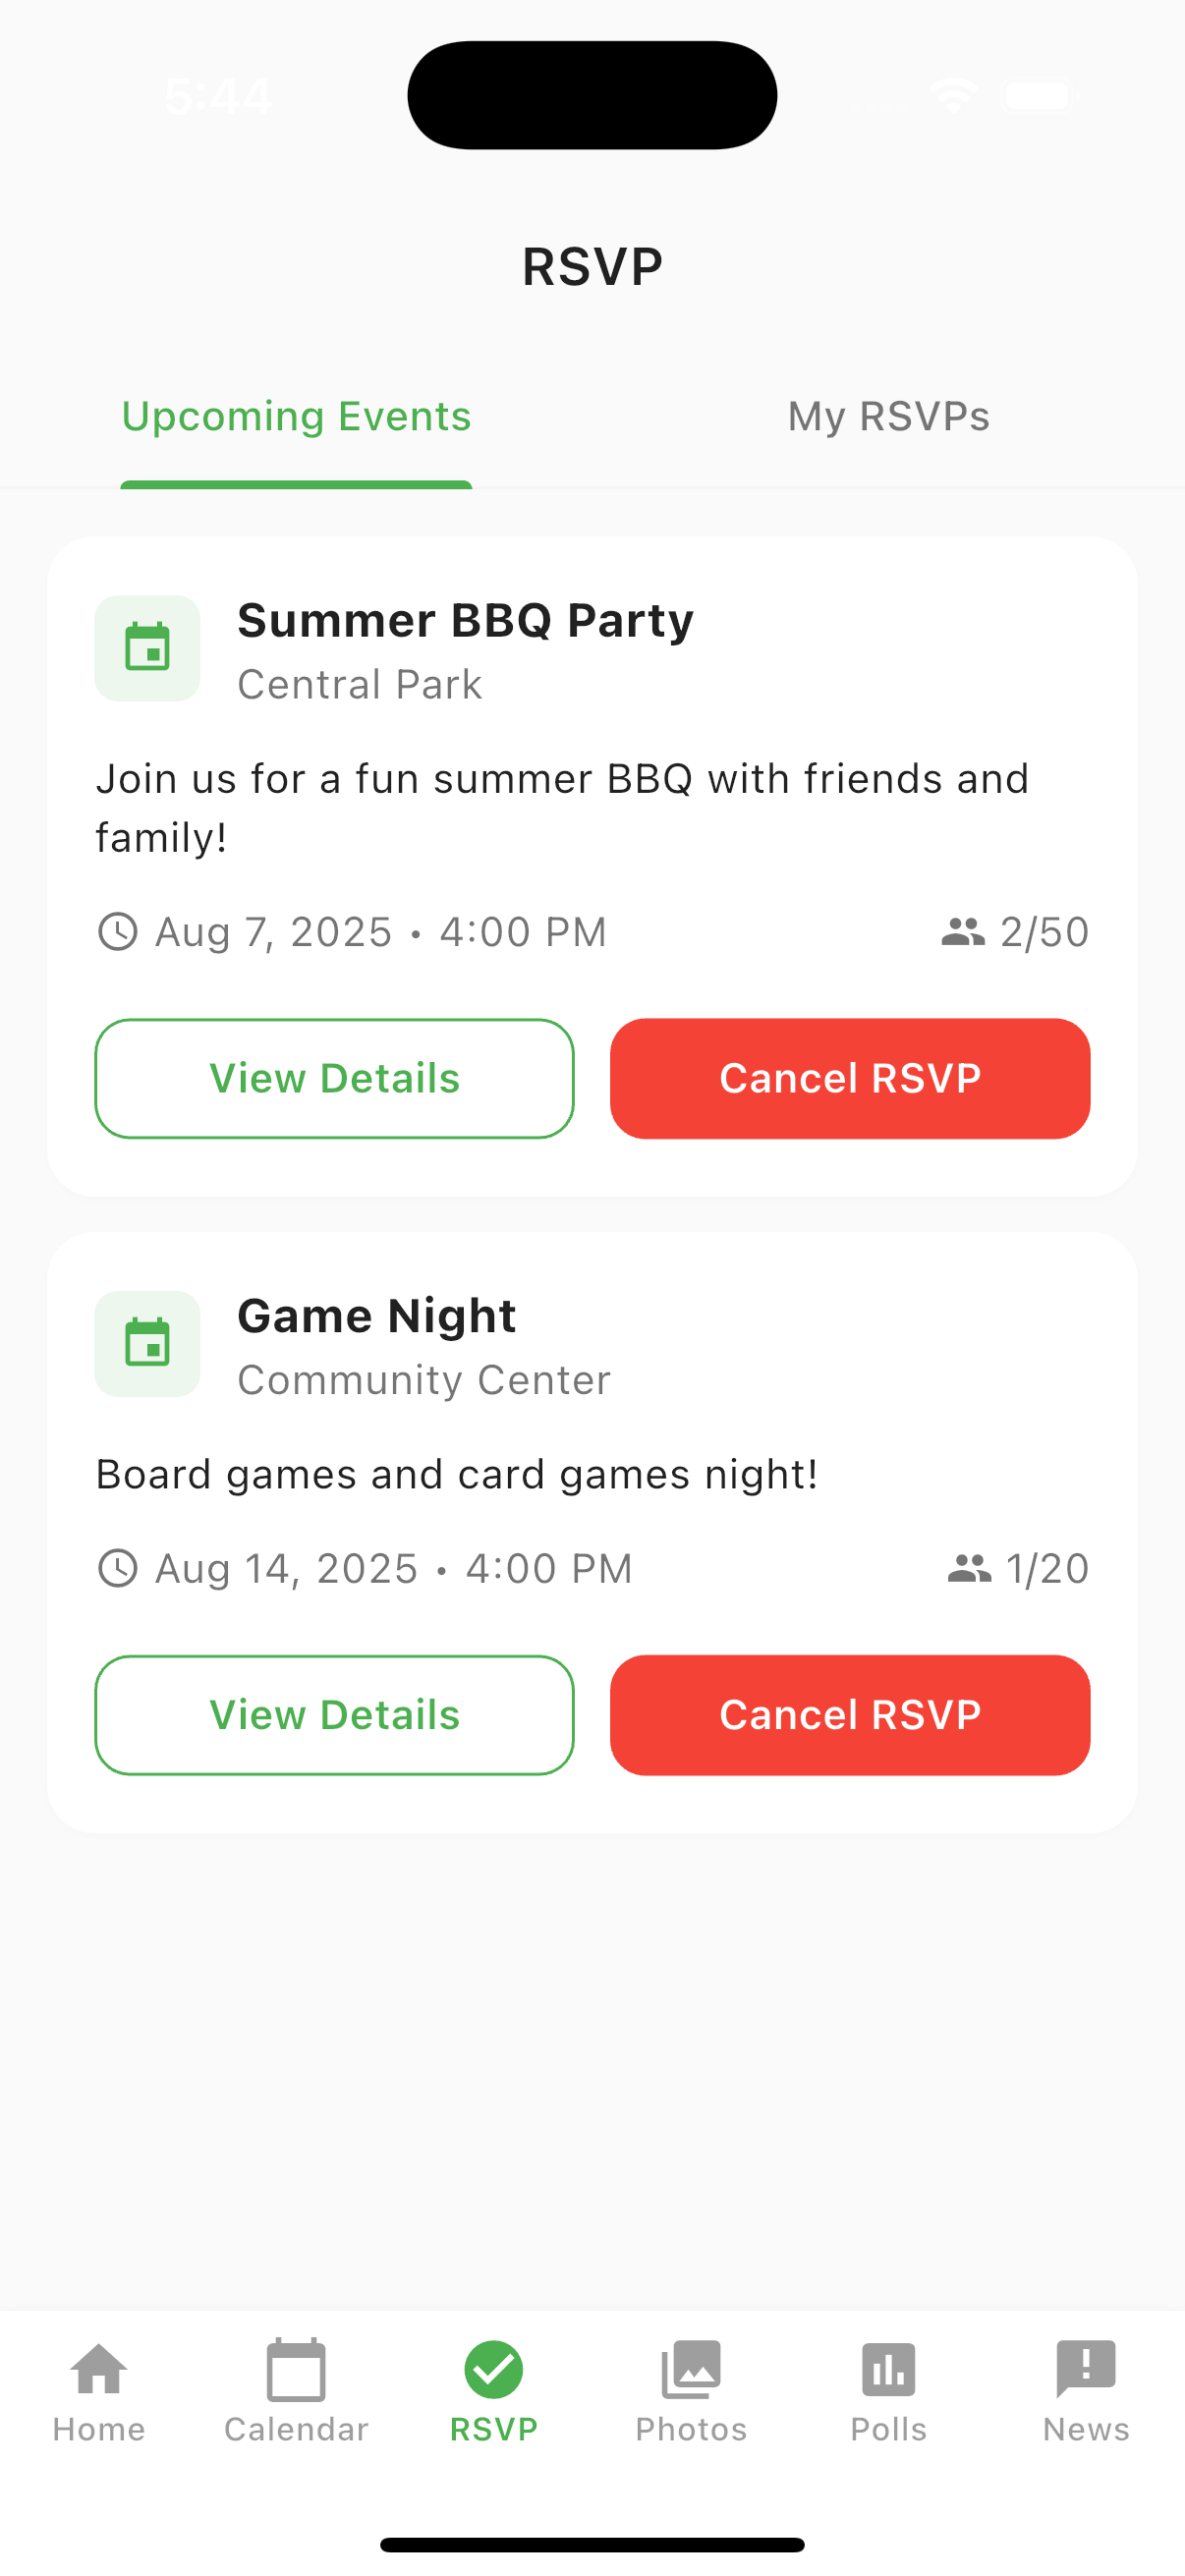 5:44
RSVP
Upcoming Events
My RSVPs
Summer BBQ Party
Central Park
Join us for a fun summer BBQ with friends and
family!
Aug 7, 2025 • 4:00 PM
2/50
View Details
Cancel RSVP
Game Night
Community Center
Board games and card games night!
Aug 14, 2025 • 4:00 PM
1/20
View Details
Cancel RSVP
Home
Calendar
RSVP
Photos
Polls
News